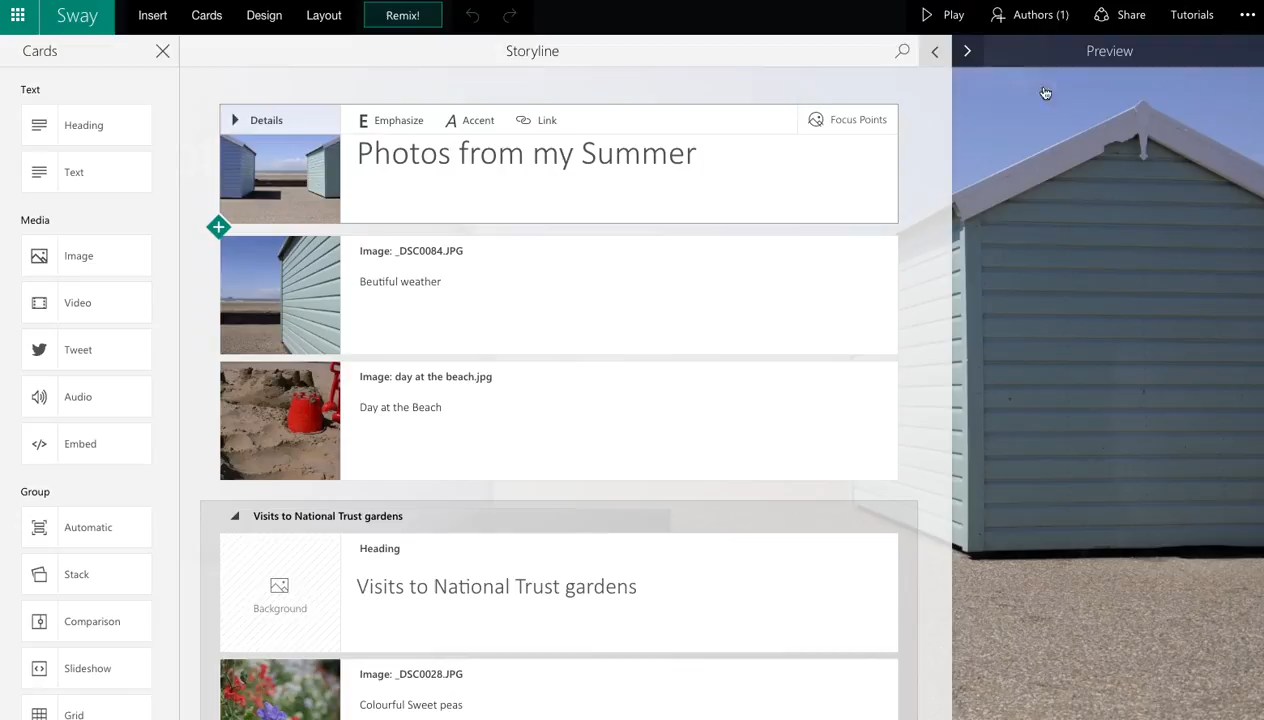 Sway Insert Cards Design Layout Remix! Play Authors (1) Share Tutorials
Cards
Storyline
Preview
Text
Heading
Text
Media
Image
Video
Tweet
Audio
Embed
Group
Automatic
Stack
Comparison
Slideshow
Grid
Details E Emphasize A Accent Link Focus Points
Photos from my Summer
Image: _DSC0084.JPG
Beutiful weather
Image: day at the beach.jpg
Day at the Beach
Visits to National Trust gardens
Heading
Background
Visits to National Trust gardens
Image: _DSC0028.JPG
Colourful Sweet peas